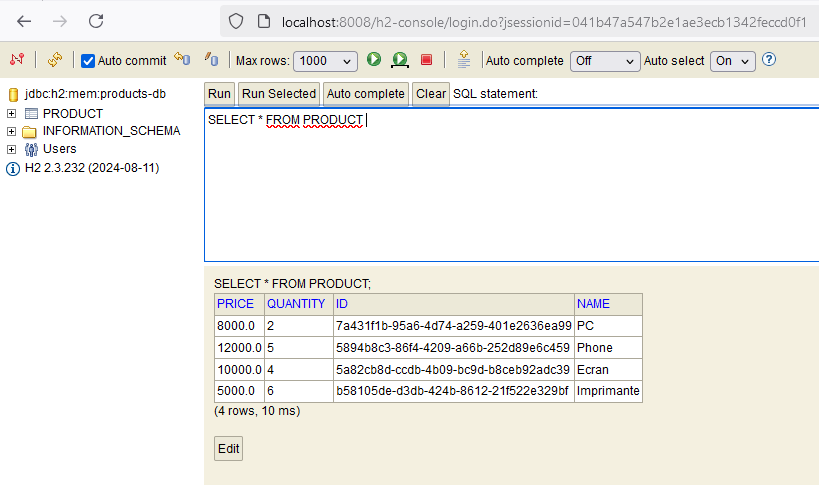 localhost:8008/h2-console/login.do?jsessionid=041b47a547b2e1ae3ecb1342feccd0f1
Auto commit Max rows: 1000 Auto complete Off Auto select On ?
jdbc:h2:mem:products-db
PRODUCT
INFORMATION_SCHEMA
Users
H2 2.3.232 (2024-08-11)
Run Run Selected Auto complete Clear SQL statement:
SELECT * FROM PRODUCT
SELECT * FROM PRODUCT;
PRICE QUANTITY ID NAME
8000.0 2 7a431f1b-95a6-4d74-a259-401e2636ea99 PC
12000.0 5 5894b8c3-86f4-4209-a66b-252d89e6c459 Phone
10000.0 4 5a82cb8d-ccdb-4b09-bc9d-b8ceb92adc39 Ecran
5000.0 6 b58105de-d3db-424b-8612-21f522e329bf Imprimante
(4 rows, 10 ms)
Edit